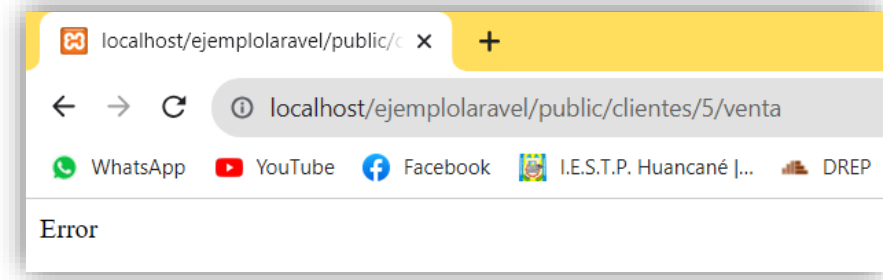 localhost/ejemplolaravel/public/c
localhost/ejemplolaravel/public/clientes/5/venta
WhatsApp YouTube Facebook I.E.S.T.P. Huancané |... DREP
Error